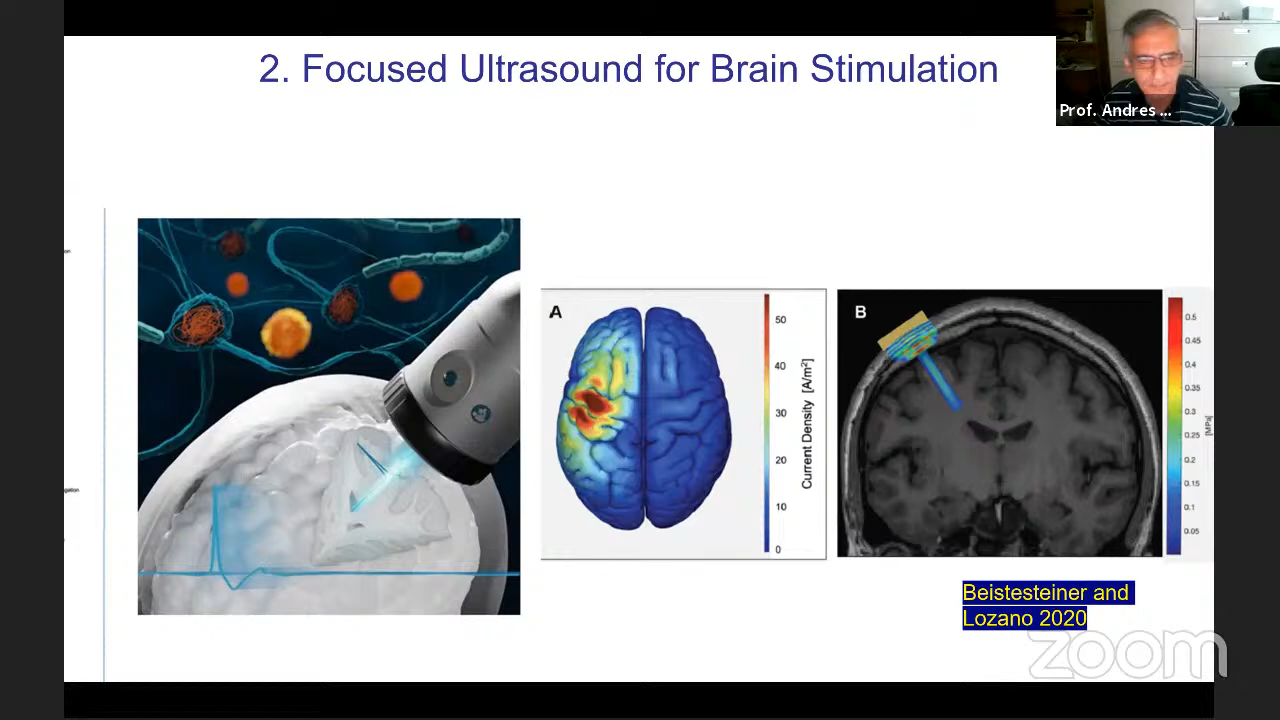 2. Focused Ultrasound for Brain Stimulation
Prof. Andres ...
A
50
40
30
20
10
0
Current Density [A/m²]
B
0.5
0.45
0.4
0.35
0.3
0.25
0.2
0.15
0.1
0.05
[MPa]
Beistesteiner and
Lozano 2020
zoom